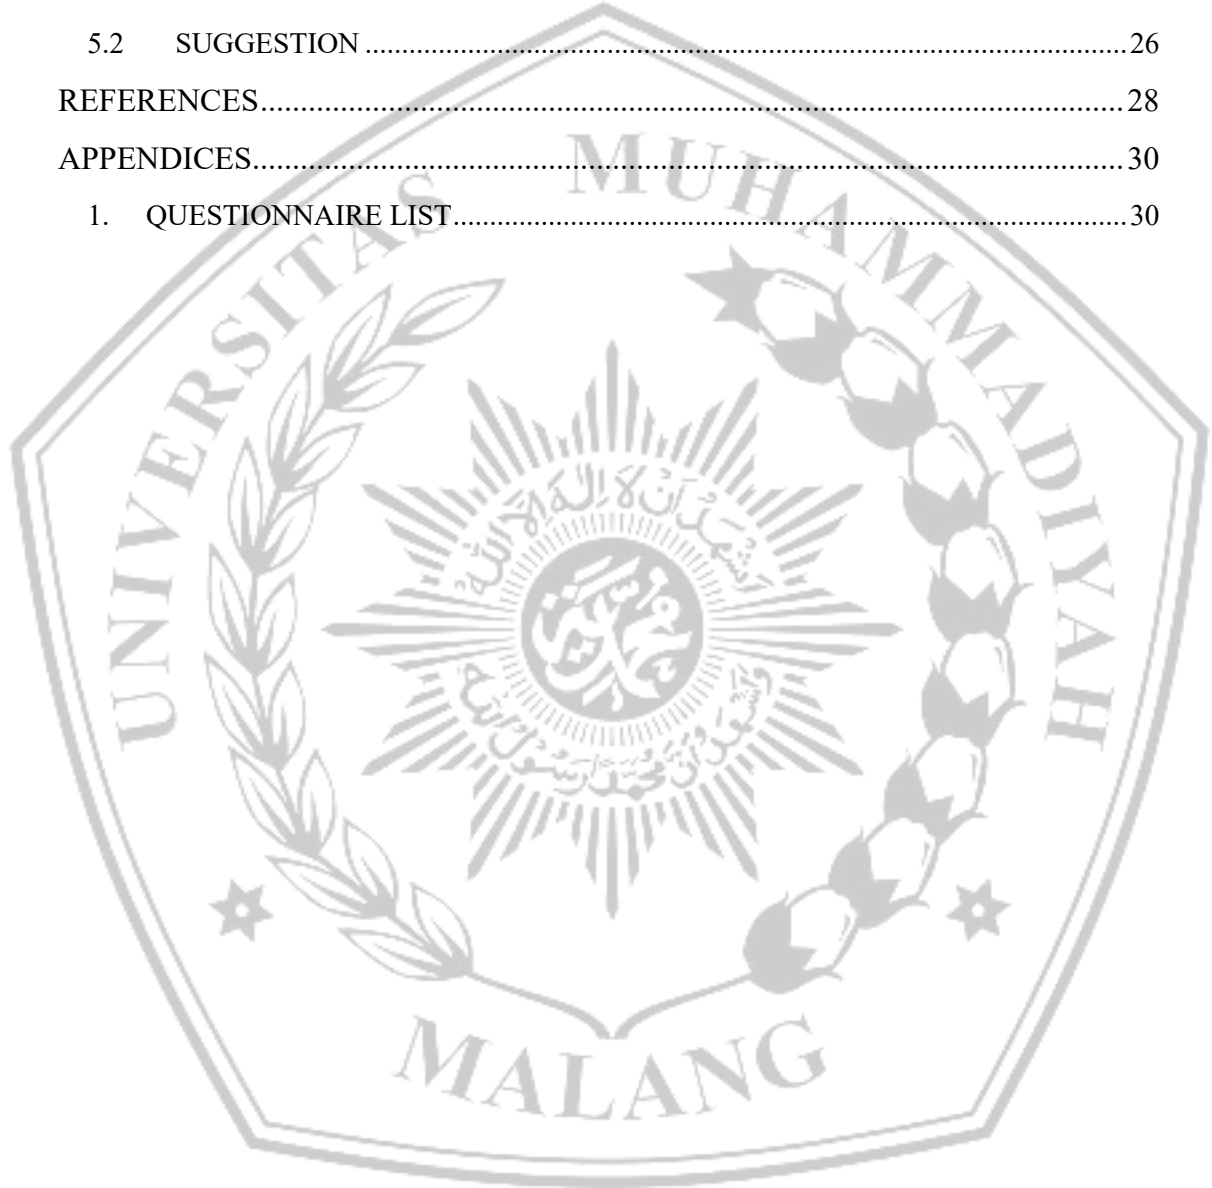 5.2 SUGGESTION ........ 26
REFERENCES ........ 28
APPENDICES ........ 30
1. QUESTIONNAIRE LIST ........ 30
UNIVERSITAS MUHAMMADIYAH
MALANG